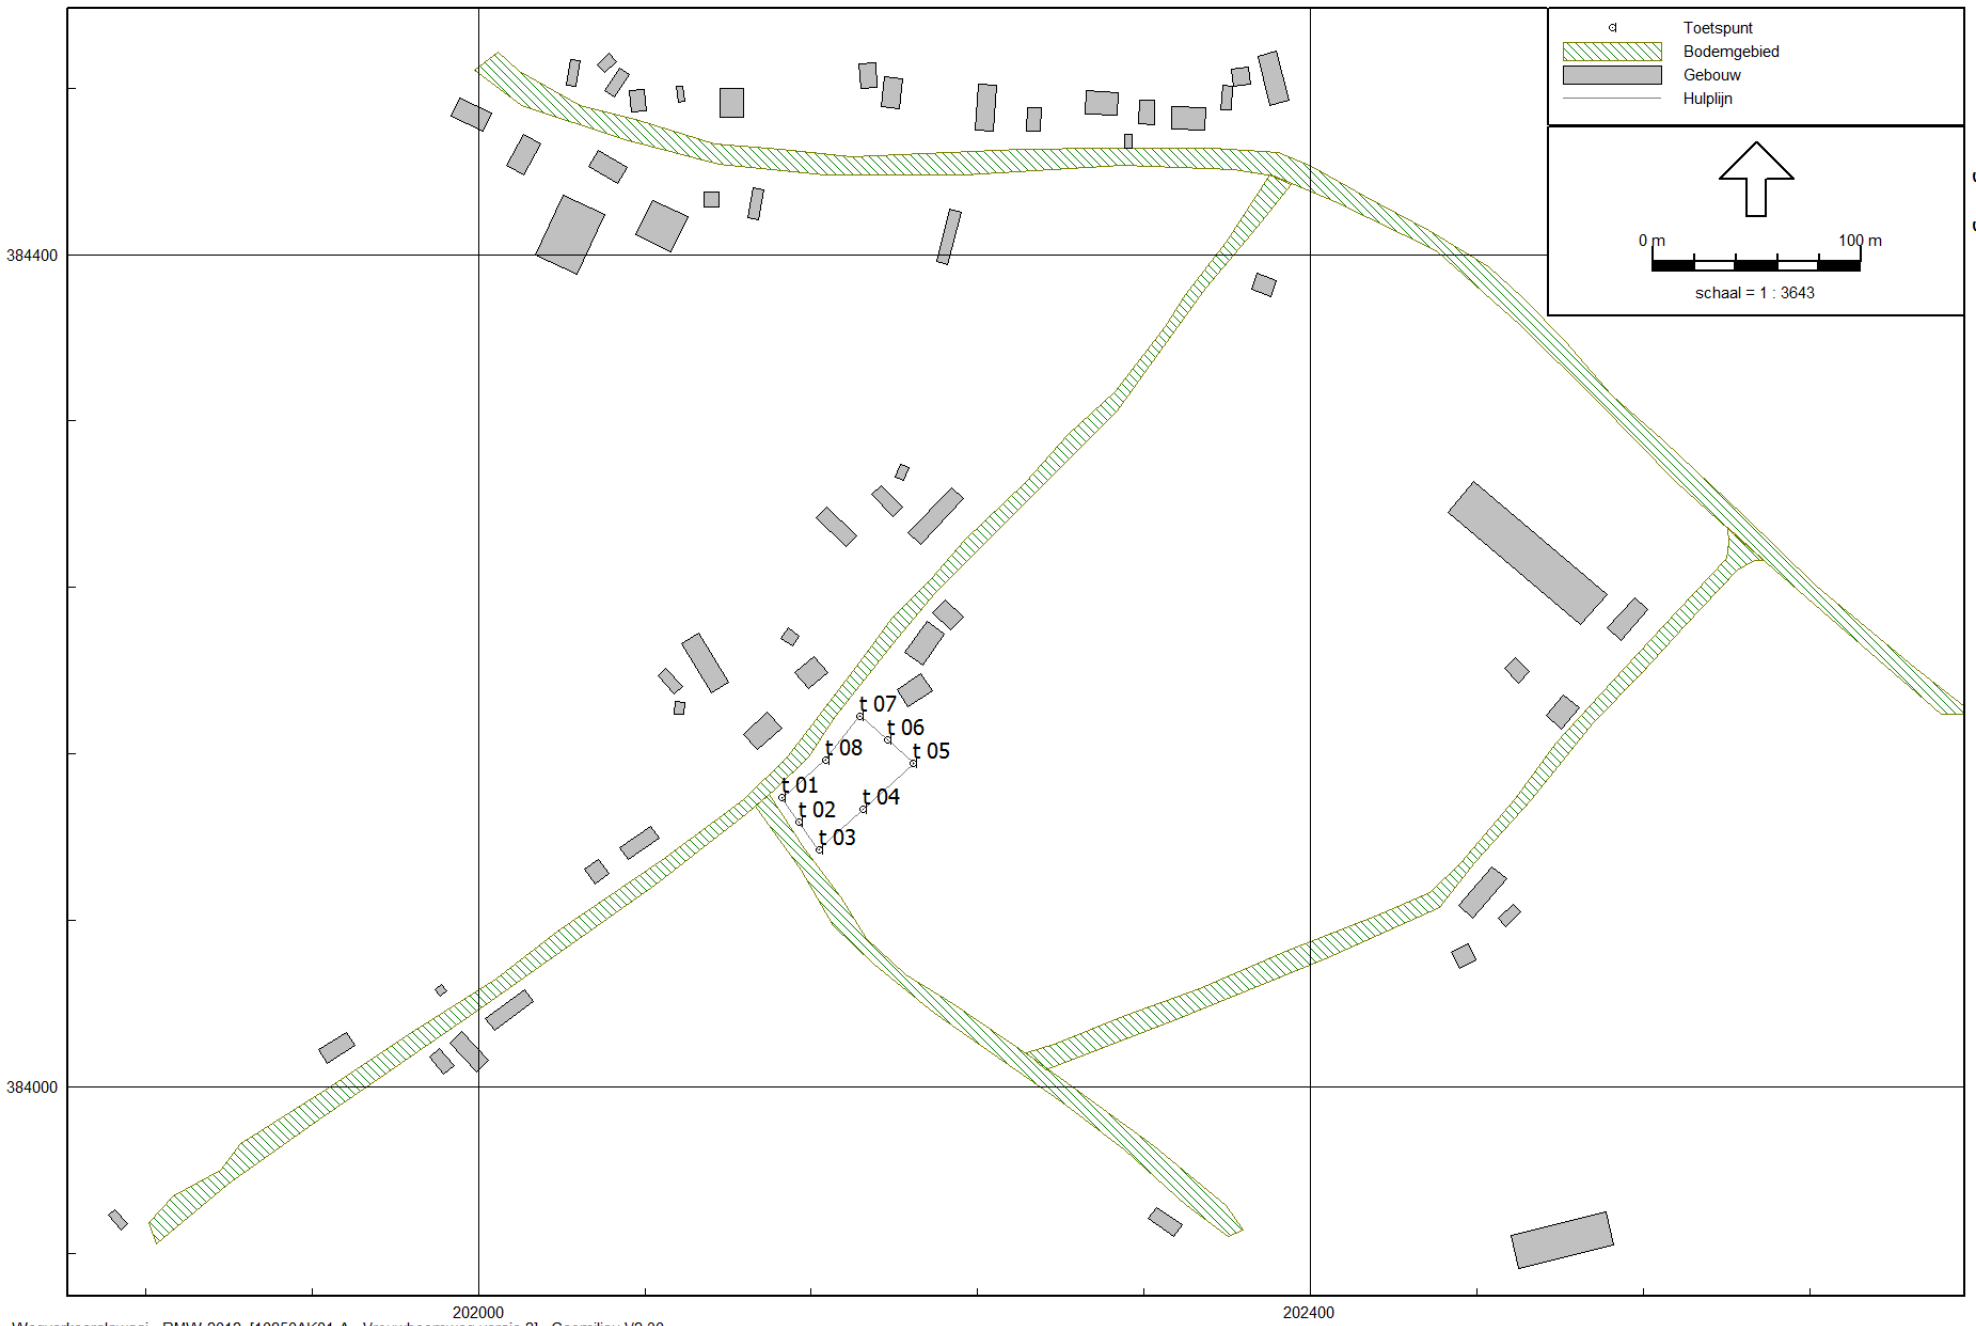 Toetspunt
Bodemgebied
Gebouw
Hulplijn
0 m 100 m
schaal = 1 : 3643
384400
t 07
t 06
t 08
t 05
t 01
t 04
t 02
t 03
384000
202000 202400